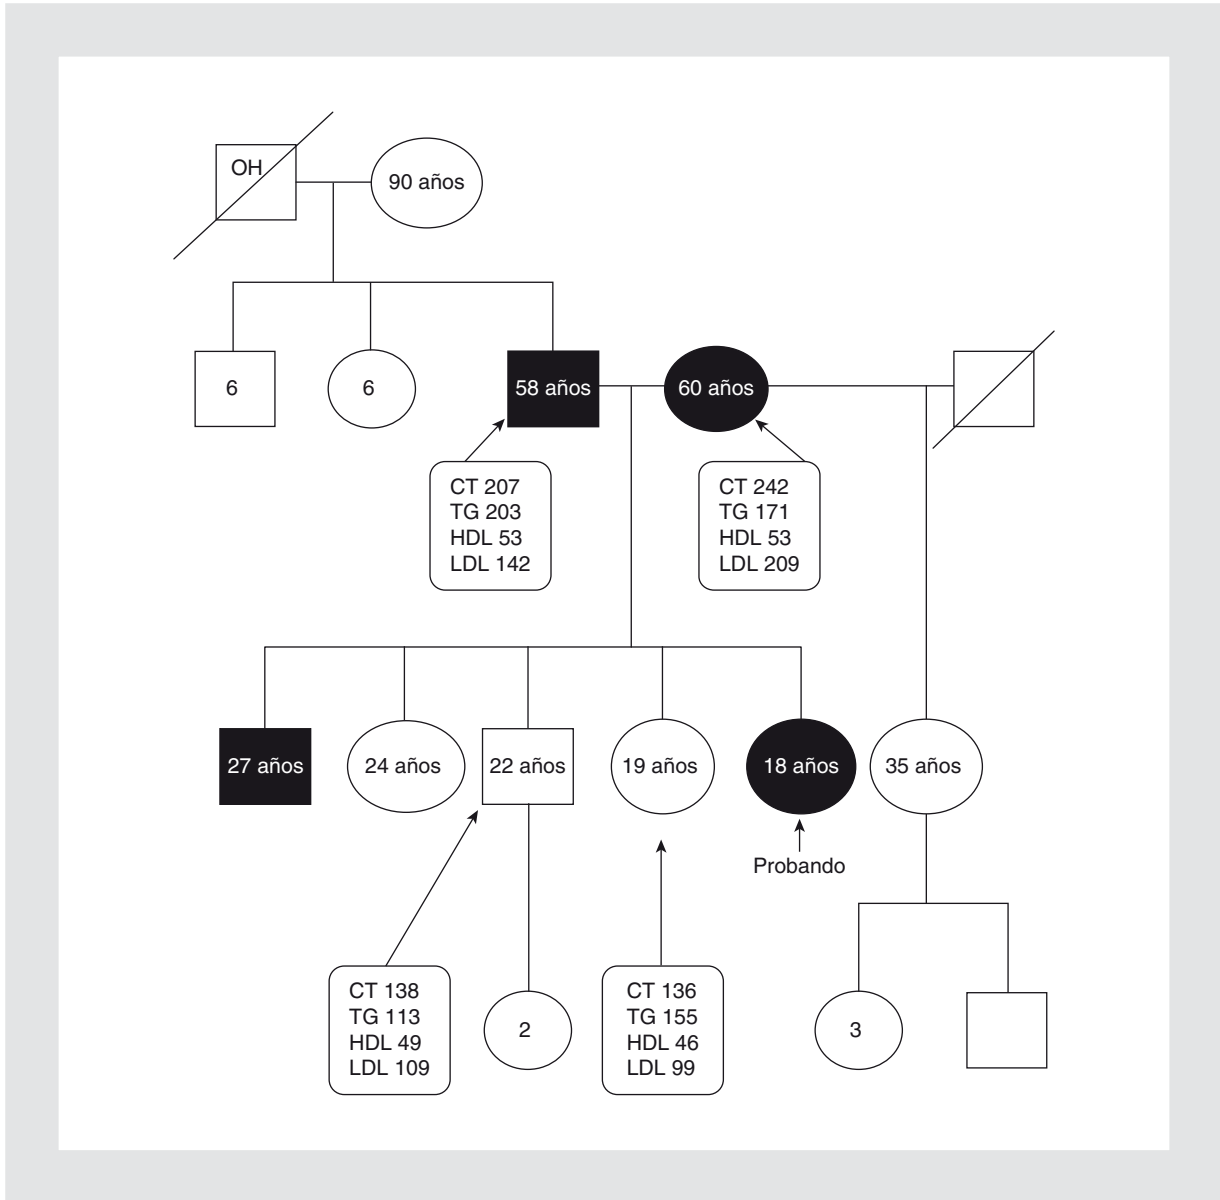 OH
90 años
6
6
58 años
60 años
CT 207
TG 203
HDL 53
LDL 142
CT 242
TG 171
HDL 53
LDL 209
27 años
24 años
22 años
19 años
18 años
35 años
Probando
CT 138
TG 113
HDL 49
LDL 109
2
CT 136
TG 155
HDL 46
LDL 99
3